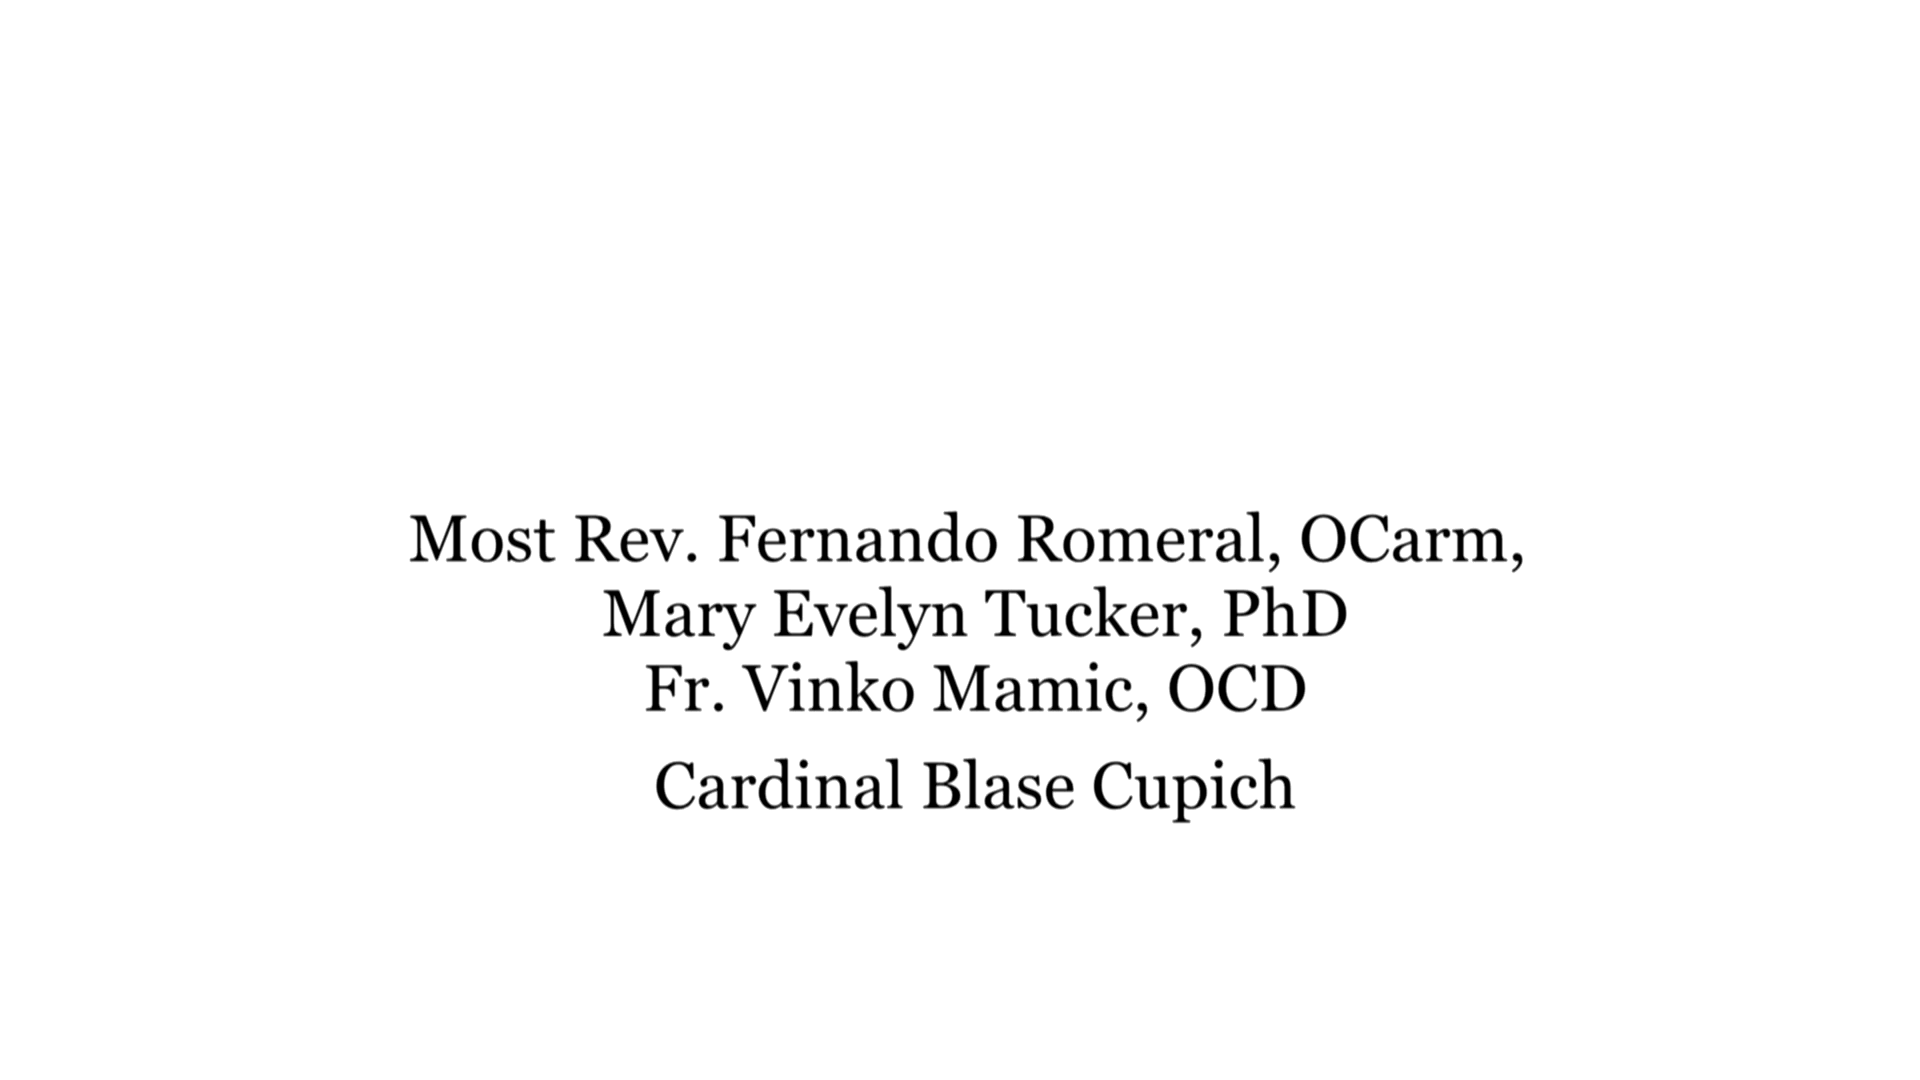 Most Rev. Fernando Romeral, OCarm,
Mary Evelyn Tucker, PhD
Fr. Vinko Mamic, OCD
Cardinal Blase Cupich